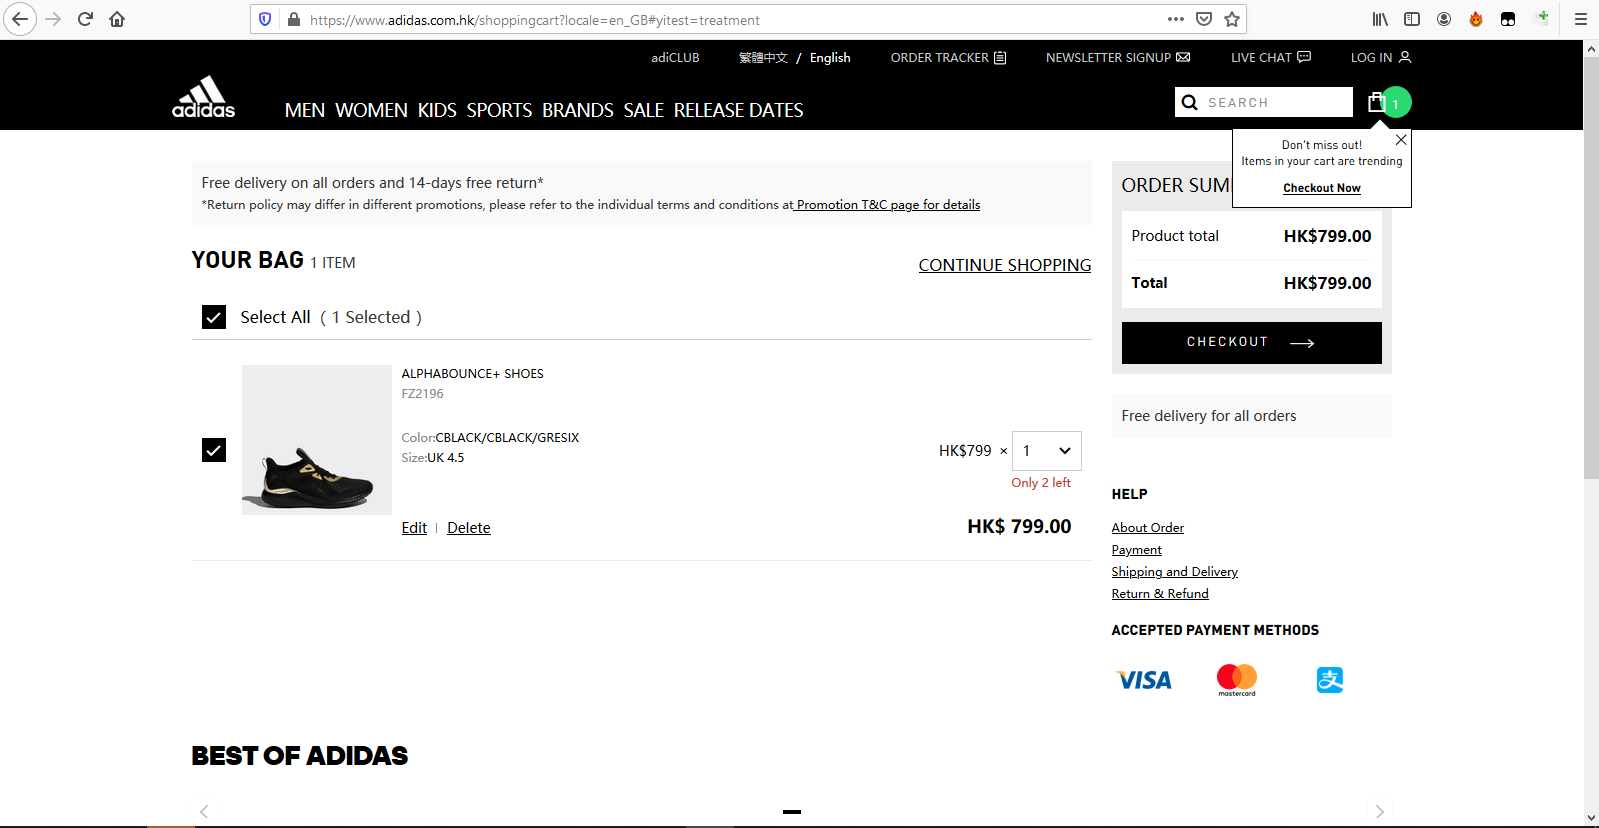 https://www.adidas.com.hk/shoppingcart?locale=en_GB#yitest=treatment
adiCLUB
繁體中文 / English
ORDER TRACKER
NEWSLETTER SIGNUP
LIVE CHAT
LOG IN
adidas
MEN WOMEN KIDS SPORTS BRANDS SALE RELEASE DATES
SEARCH
1
Don't miss out!
Items in your cart are trending
Checkout Now
Free delivery on all orders and 14-days free return*
*Return policy may differ in different promotions, please refer to the individual terms and conditions at Promotion T&C page for details
YOUR BAG 1 ITEM
CONTINUE SHOPPING
Select All ( 1 Selected )
ALPHABOUNCE+ SHOES
FZ2196
Color:CBLACK/CBLACK/GRESIX
Size:UK 4.5
HK$799 × 1
Only 2 left
Edit | Delete
HK$ 799.00
ORDER SUM
Product total HK$799.00
Total HK$799.00
CHECKOUT
Free delivery for all orders
HELP
About Order
Payment
Shipping and Delivery
Return & Refund
ACCEPTED PAYMENT METHODS
VISA
mastercard
支
BEST OF ADIDAS